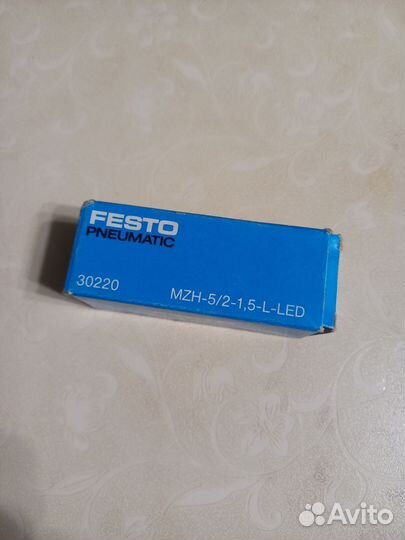 FESTO
PNEUMATIC
30220
MZH-5/2-1,5-L-LED
Avito